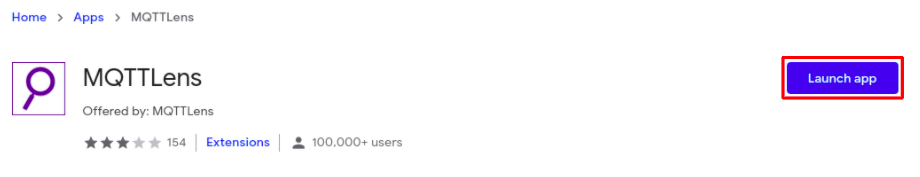 Home > Apps > MQTTLens
MQTTLens
Launch app
Offered by: MQTTLens
154 Extensions 100,000+ users